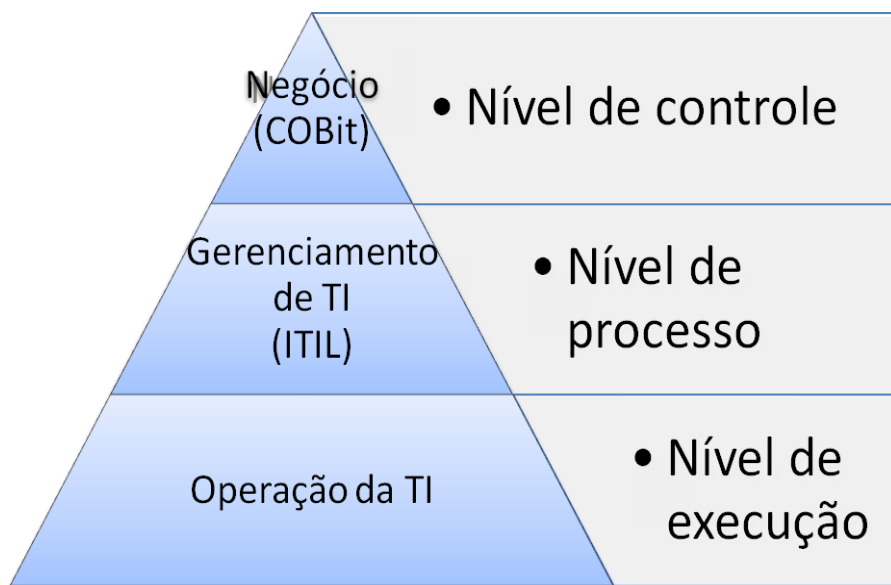 Negócio
(COBit)
• Nível de controle
Gerenciamento
de TI
(ITIL)
• Nível de
processo
Operação da TI
• Nível de
execução